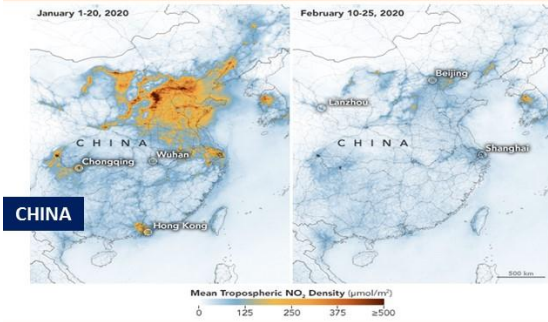 January 1-20, 2020
February 10-25, 2020
Beijing
Lanzhou
CHINA
CHINA
Wuhan
Chongqing
Shanghai
CHINA
Hong Kong
500 km
Mean Tropospheric NO₂ Density (μmol/m²)
0 125 250 375 ≥500